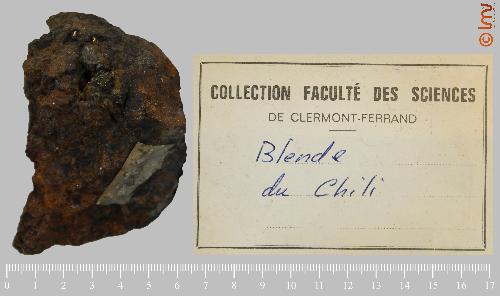 COLLECTION FACULTÉ DES SCIENCES
DE CLERMONT-FERRAND
Blende
du Chili
0 1 2 3 4 5 6 7 8 9 10 11 12 13 14 15 16 17
© lmv